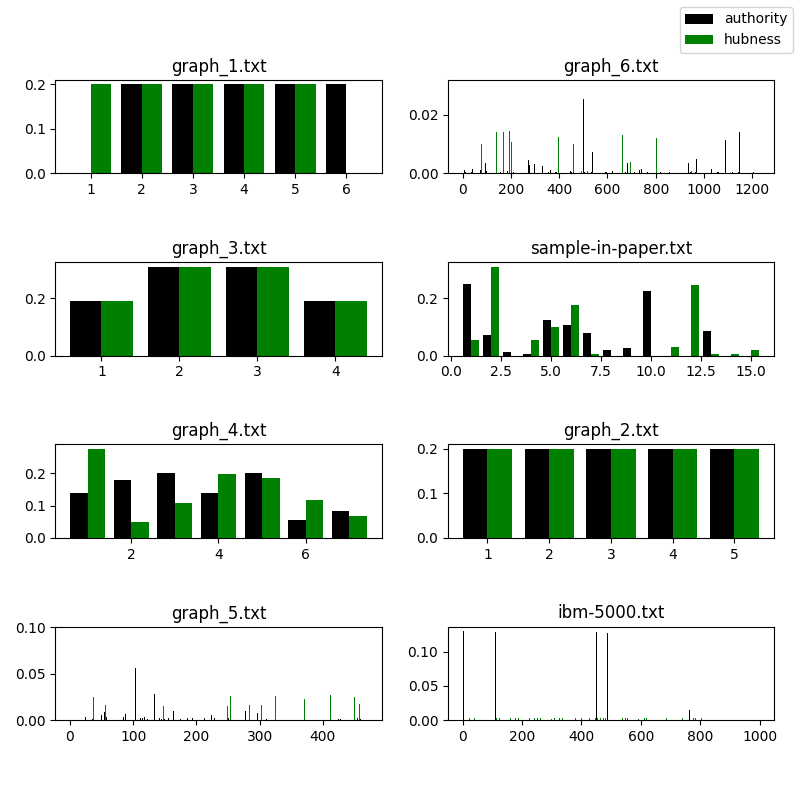 authority
hubness
graph_1.txt
0.2
0.1
0.0
1 2 3 4 5 6
graph_6.txt
0.02
0.00
0 200 400 600 800 1000 1200
graph_3.txt
0.2
0.0
1 2 3 4
sample-in-paper.txt
0.2
0.0
0.0 2.5 5.0 7.5 10.0 12.5 15.0
graph_4.txt
0.2
0.1
0.0
2 4 6
graph_2.txt
0.2
0.1
0.0
1 2 3 4 5
graph_5.txt
0.10
0.05
0.00
0 100 200 300 400
ibm-5000.txt
0.10
0.05
0.00
0 200 400 600 800 1000